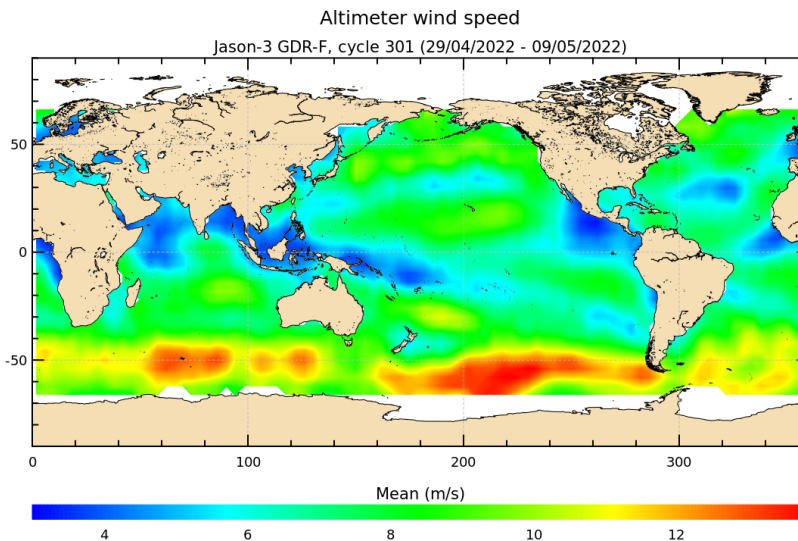 Altimeter wind speed
Jason-3 GDR-F, cycle 301 (29/04/2022 - 09/05/2022)
50
0
-50
0 100 200 300
Mean (m/s)
4 6 8 10 12